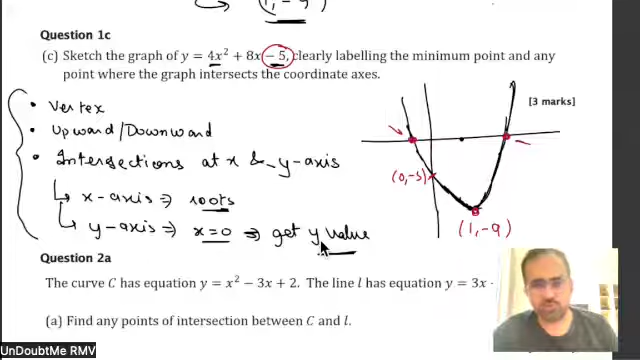 (1, -9)
Question 1c
(c) Sketch the graph of y = 4x² + 8x - 5, clearly labelling the minimum point and any
point where the graph intersects the coordinate axes.
[3 marks]
• Vertex
• Upward/Downward
• Intersections at x & y-axis
↳ x-axis ⇒ roots
↳ y-axis ⇒ x=0 ⇒ get y value
(0,-5)
(1,-9)
Question 2a
The curve C has equation y = x² − 3x + 2. The line l has equation y = 3x -
(a) Find any points of intersection between C and l.
UnDoubtMe RMV